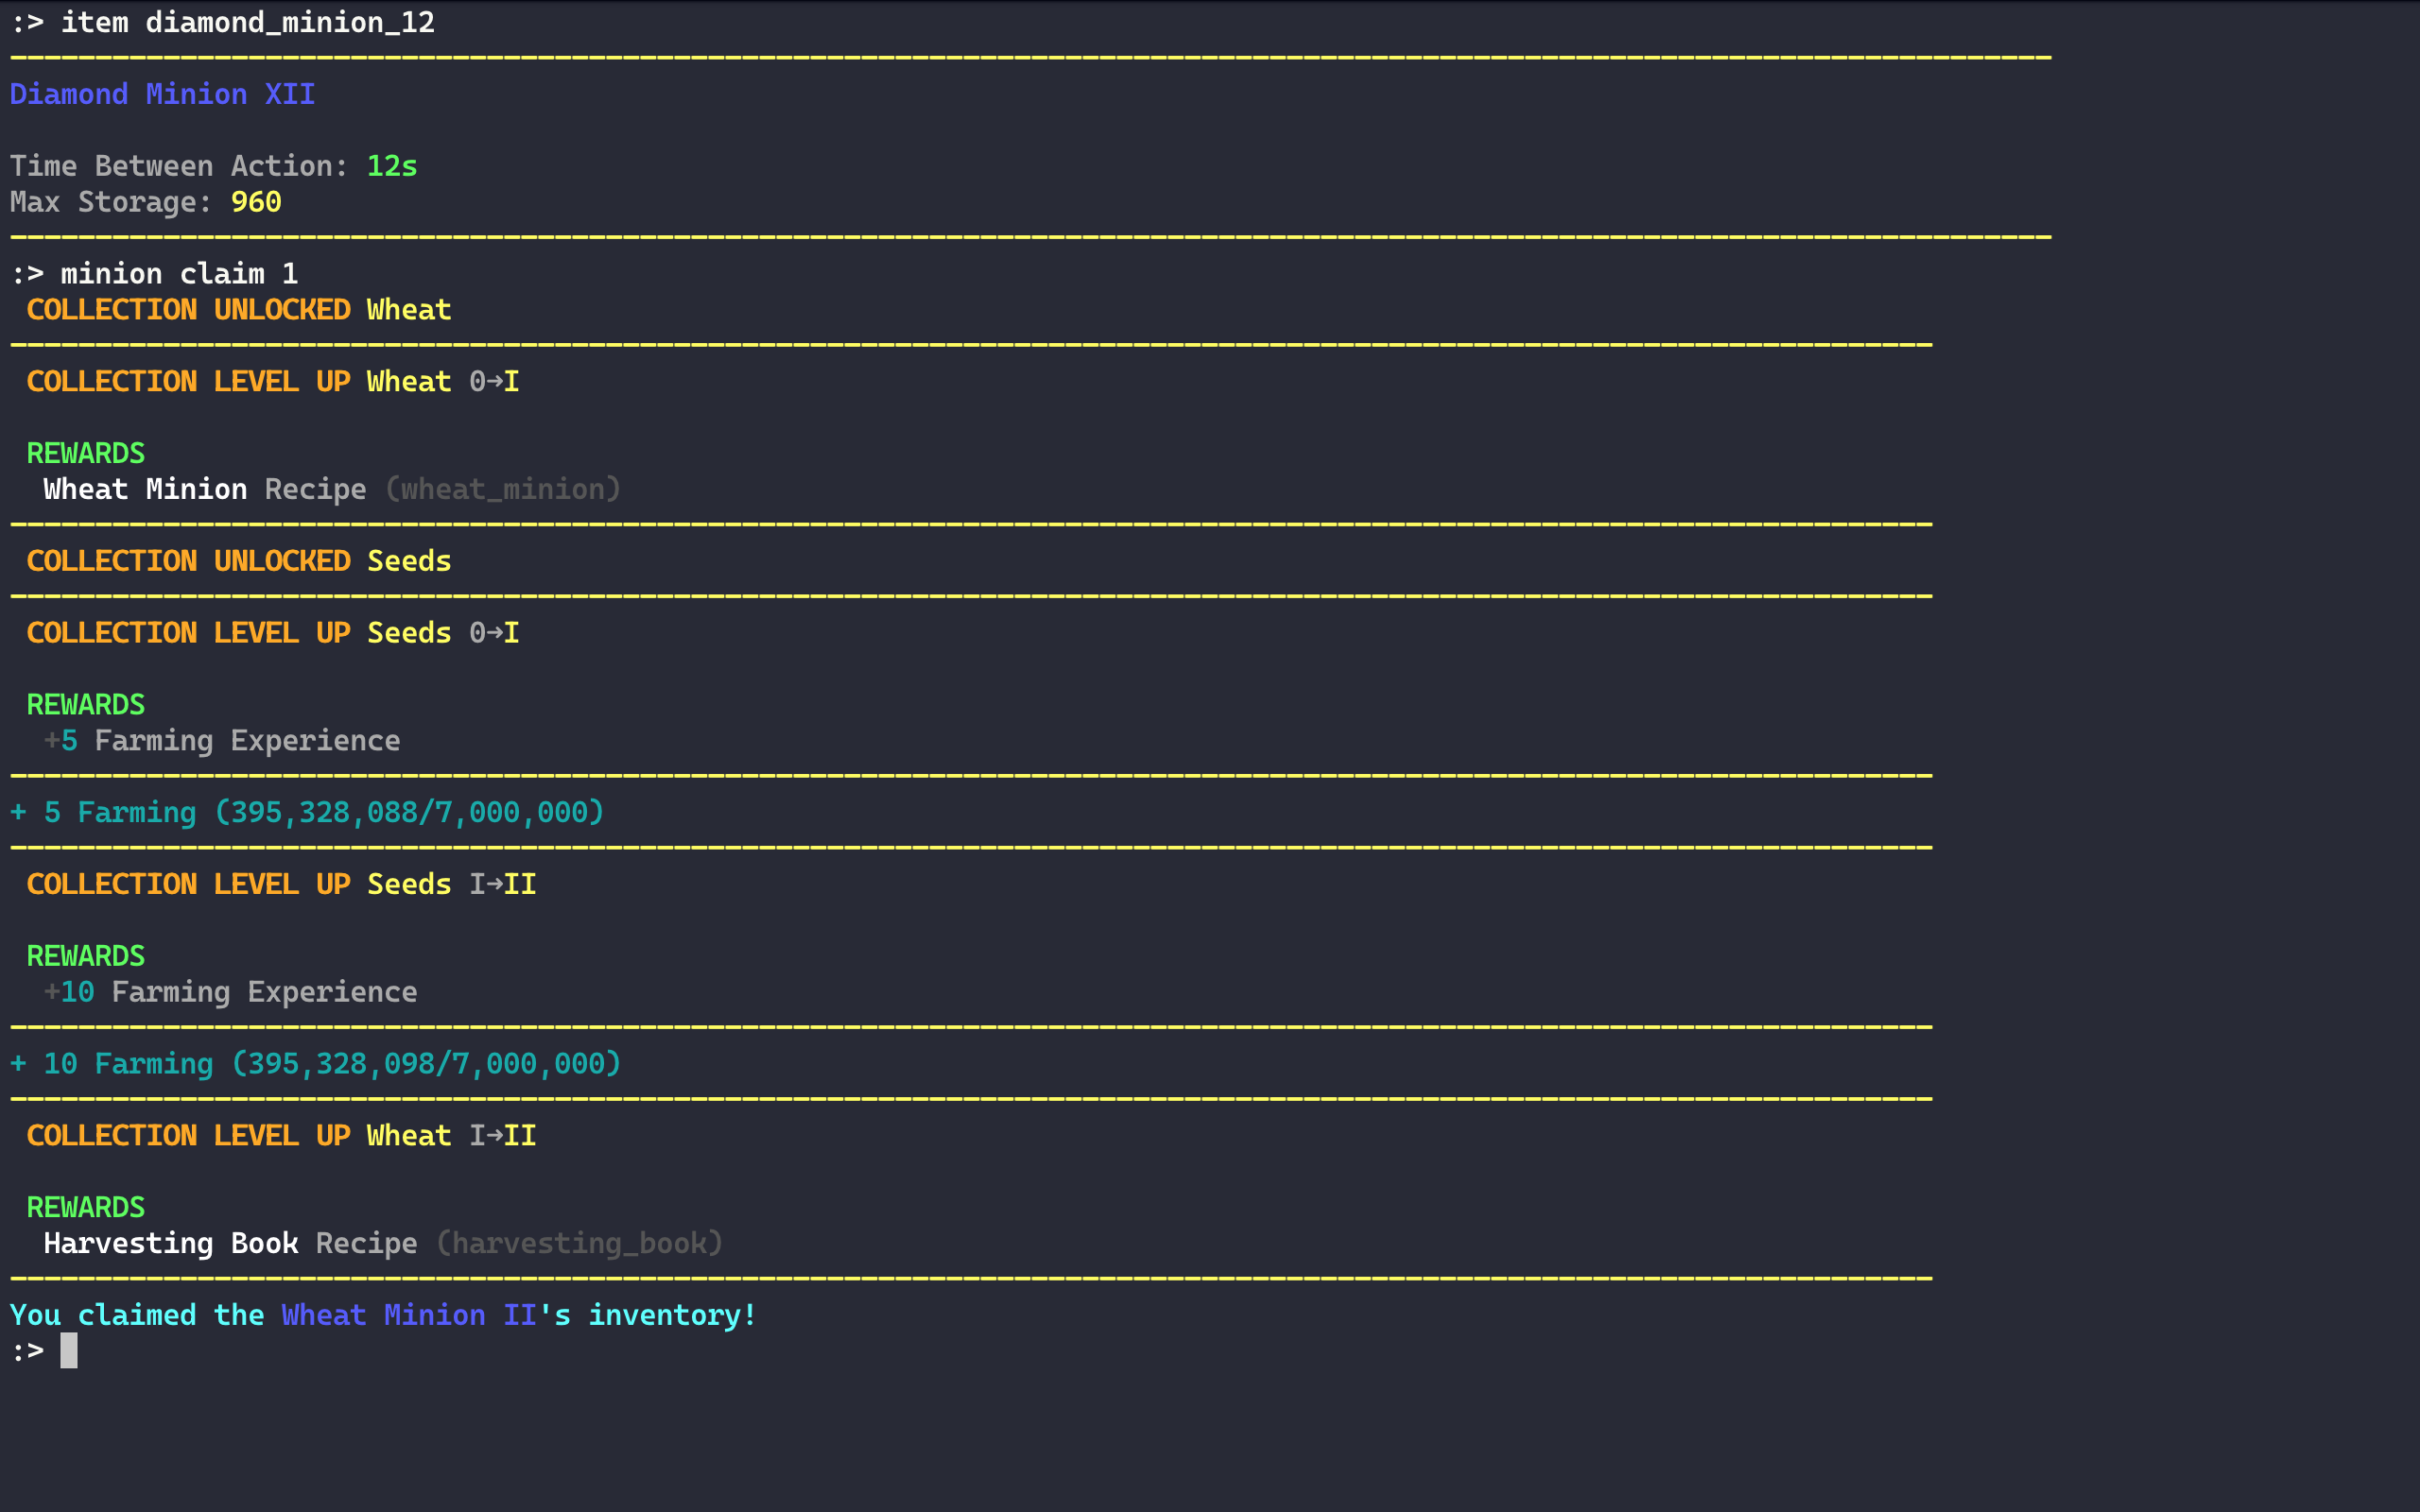 :> item diamond_minion_12
Diamond Minion XII
Time Between Action: 12s
Max Storage: 960
:> minion claim 1
COLLECTION UNLOCKED Wheat
COLLECTION LEVEL UP Wheat 0→I
REWARDS
Wheat Minion Recipe (wheat_minion)
COLLECTION UNLOCKED Seeds
COLLECTION LEVEL UP Seeds 0→I
REWARDS
+5 Farming Experience
+ 5 Farming (395,328,088/7,000,000)
COLLECTION LEVEL UP Seeds I→II
REWARDS
+10 Farming Experience
+ 10 Farming (395,328,098/7,000,000)
COLLECTION LEVEL UP Wheat I→II
REWARDS
Harvesting Book Recipe (harvesting_book)
You claimed the Wheat Minion II's inventory!
:>